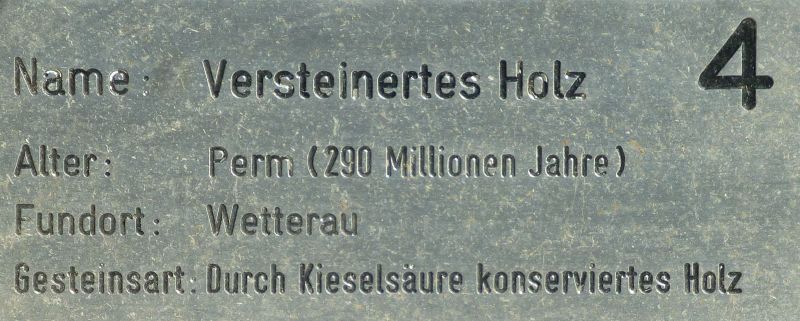 4
Name: Versteinertes Holz
Alter: Perm (290 Millionen Jahre)
Fundort: Wetterau
Gesteinsart: Durch Kieselsäure konserviertes Holz